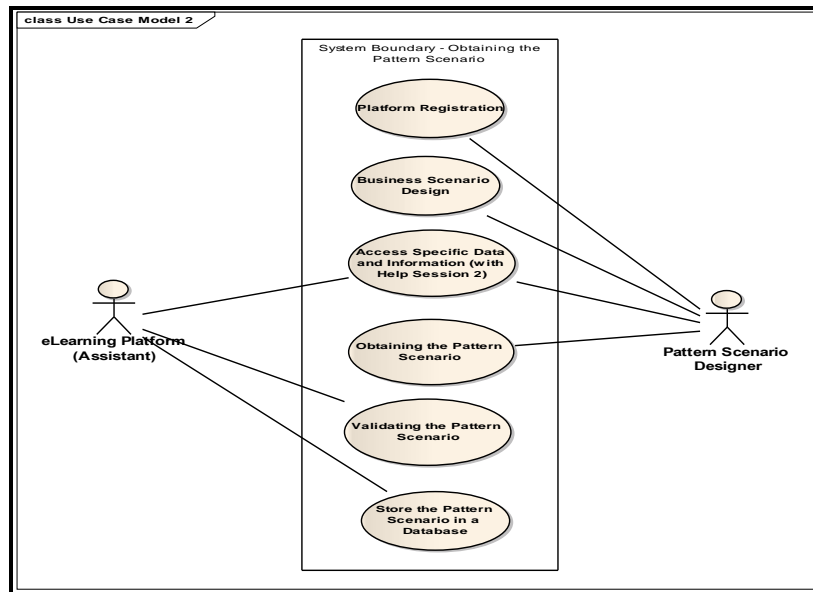 class Use Case Model 2
System Boundary - Obtaining the
Pattern Scenario
Platform Registration
Business Scenario
Design
Access Specific Data
and Information (with
Help Session 2)
eLearning Platform
(Assistant)
Obtaining the Pattern
Scenario
Pattern Scenario
Designer
Validating the Pattern
Scenario
Store the Pattern
Scenario in a
Database